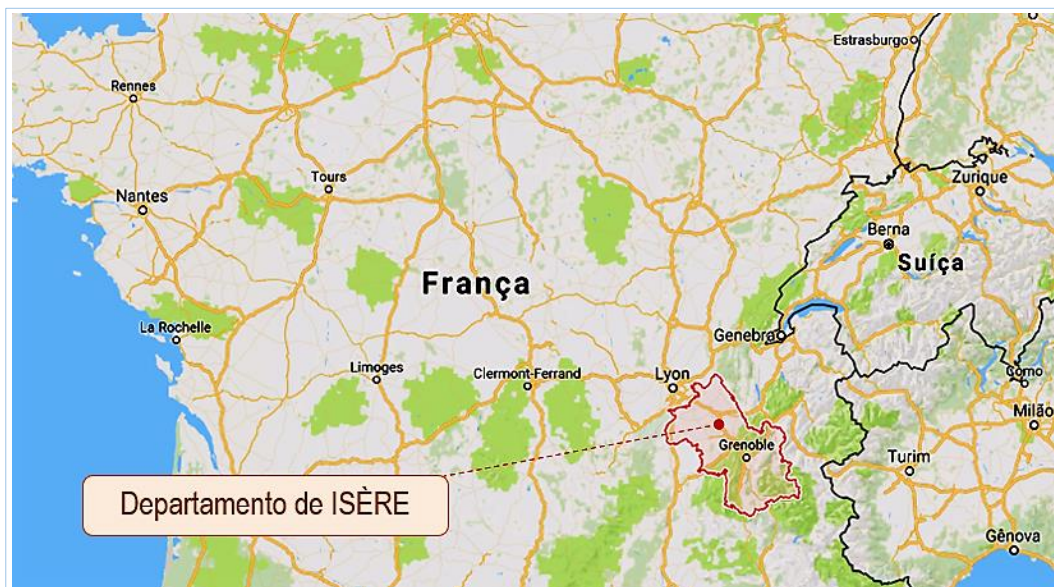 Estrasburgo
Rennes
Tours
Nantes
Zurique
Berna
Suíça
França
La Rochelle
Genebra
Limoges
Clermont-Ferrand
Lyon
Como
Milão
Grenoble
Turim
Departamento de ISÈRE
Gênova